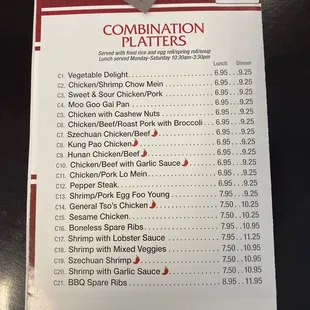 COMBINATION
PLATTERS
Served with fried rice and egg roll/spring roll/soup
Lunch served Monday-Saturday 10:30am-3:30pm
Lunch Dinner
C1. Vegetable Delight 6.95 9.25
C2. Chicken/Shrimp Chow Mein 6.95 9.25
C3. Sweet & Sour Chicken/Pork 6.95 9.25
C4. Moo Goo Gai Pan 6.95 9.25
C5. Chicken with Cashew Nuts 6.95 9.25
C6. Chicken/Beef/Roast Pork with Broccoli 6.95 9.25
C7. Szechuan Chicken/Beef 6.95 9.25
C8. Kung Pao Chicken 6.95 9.25
C9. Hunan Chicken/Beef 6.95 9.25
C10. Chicken/Beef with Garlic Sauce 6.95 9.25
C11. Chicken/Pork Lo Mein 6.95 9.25
C12. Pepper Steak 6.95 9.25
C13. Shrimp/Pork Egg Foo Young 7.95 9.25
C14. General Tso's Chicken 7.50 10.25
C15. Sesame Chicken 7.50 10.25
C16. Boneless Spare Ribs 7.95 10.95
C17. Shrimp with Lobster Sauce 7.95 11.25
C18. Shrimp with Mixed Veggies 7.50 10.95
C19. Szechuan Shrimp 7.50 10.95
C20. Shrimp with Garlic Sauce 7.50 10.95
C21. BBQ Spare Ribs 8.95 11.95